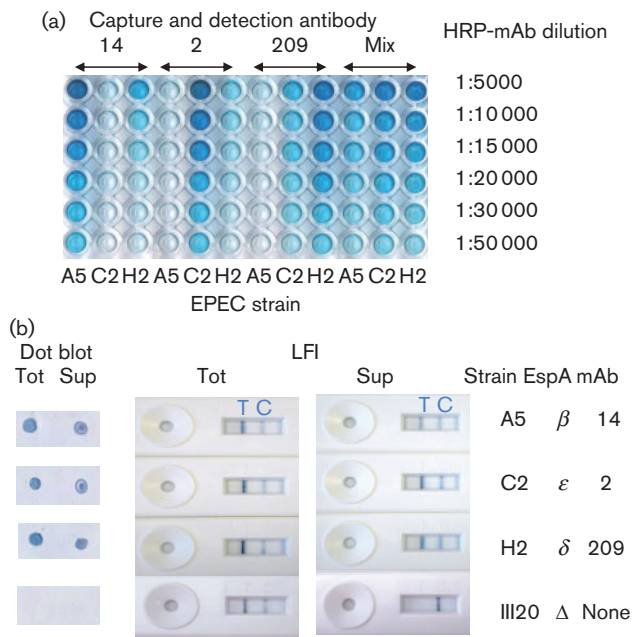 (a) Capture and detection antibody
14 2 209 Mix
HRP-mAb dilution
1:5000
1:10 000
1:15 000
1:20 000
1:30 000
1:50 000
A5 C2 H2 A5 C2 H2 A5 C2 H2 A5 C2 H2
EPEC strain
(b)
Dot blot LFI
Tot Sup Tot Sup Strain EspA mAb
T C T C
A5 β 14
C2 ε 2
H2 δ 209
III20 Δ None